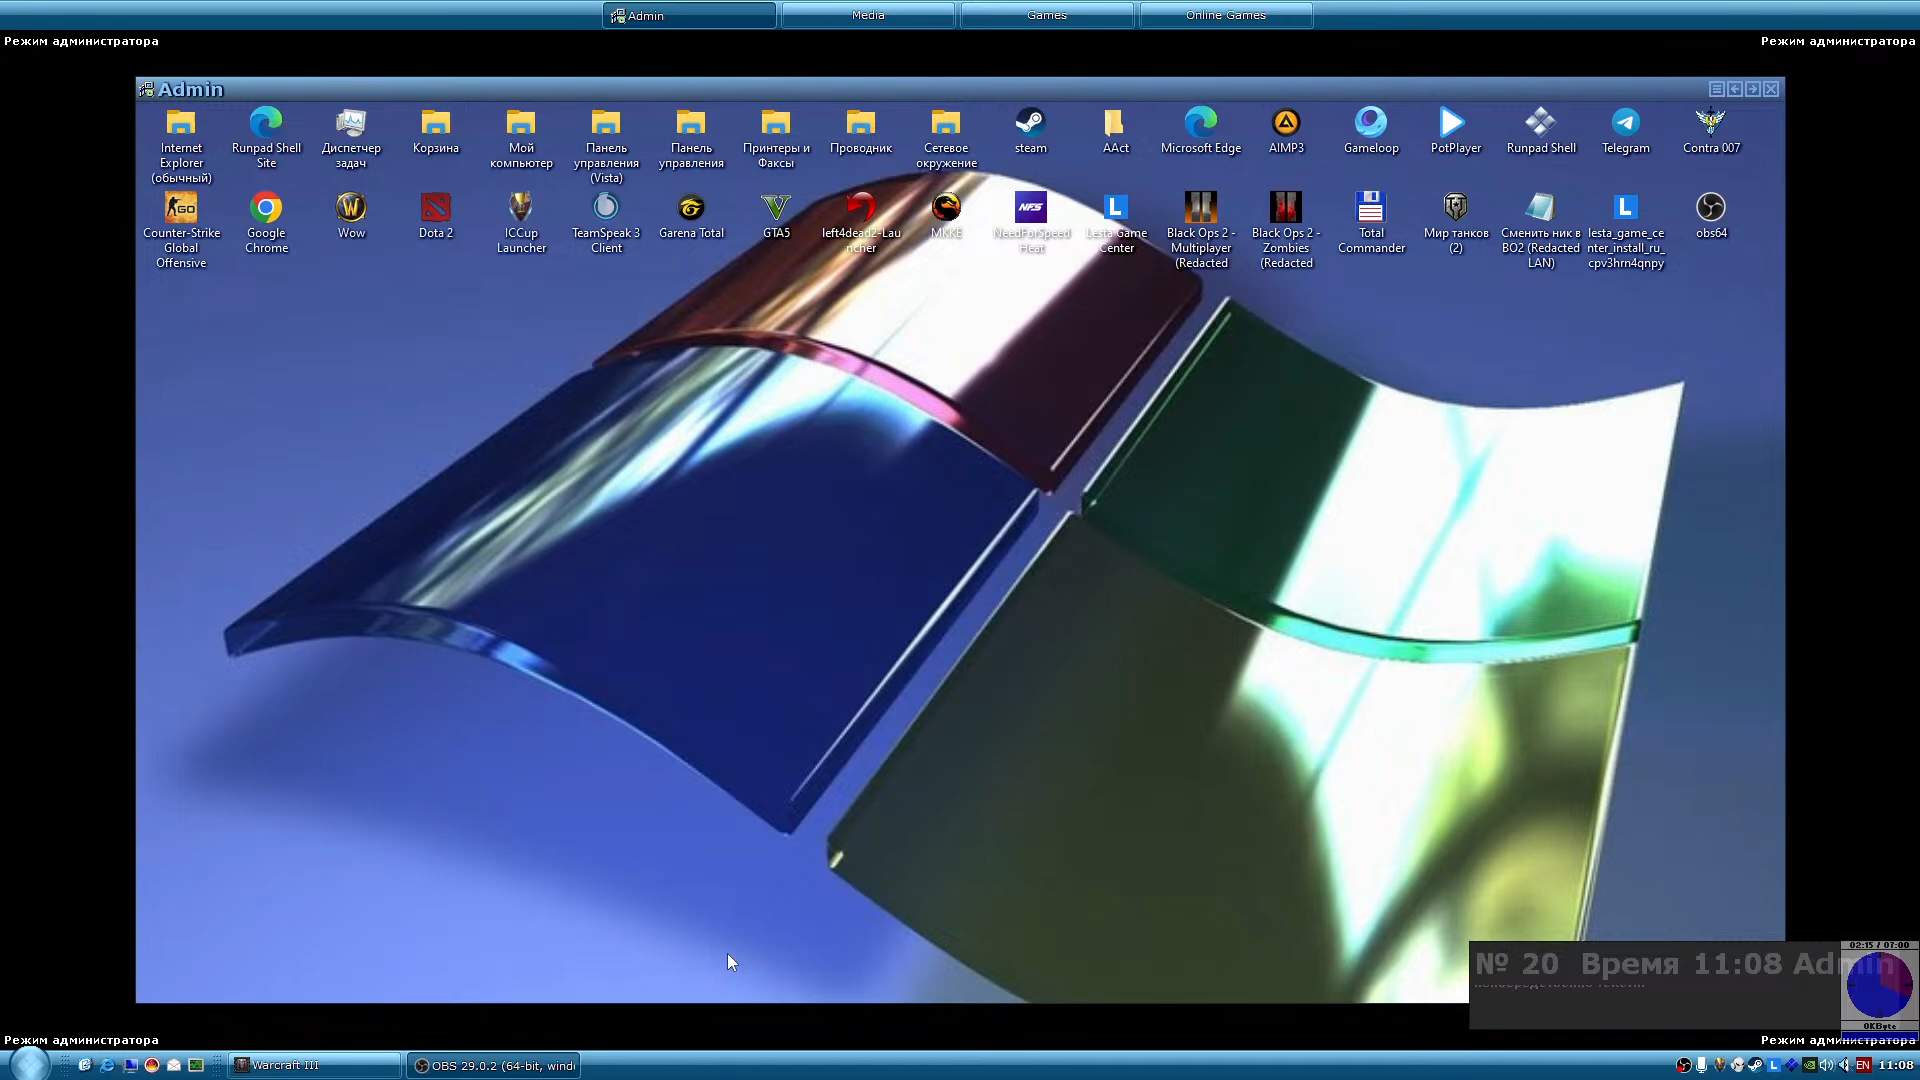 Admin
Media
Games
Online Games
Режим администратора
Режим администратора
Admin
Internet
Explorer
(обычный)
Runpad Shell
Site
Диспетчер
задач
Корзина
Мой
компьютер
Панель
управления
(Vista)
Панель
управления
Принтеры и
Факсы
Проводник
Сетевое
окружение
steam
AAct
Microsoft Edge
AIMP3
Gameloop
PotPlayer
Runpad Shell
Telegram
Contra 007
GO
Counter-Strike
Global
Offensive
Google
Chrome
Wow
Dota 2
ICCup
Launcher
TeamSpeak 3
Client
Garena Total
GTA5
left4dead2-Lau
ncher
MKKE
NFS
NeedForSpeed
Heat
L
Lesta Game
Center
Black Ops 2 -
Multiplayer
(Redacted
Black Ops 2 -
Zombies
(Redacted
Total
Commander
Мир танков
(2)
Сменить ник в
BO2 (Redacted
LAN)
L
lesta_game_ce
nter_install_ru_
cpv3hrn4qnpy
obs64
02:15 / 07:00
№ 20 Время 11:08 Admin
0KByte
Режим администратора
Режим администратора
Warcraft III
OBS 29.0.2 (64-bit, wind
L
EN
11:08